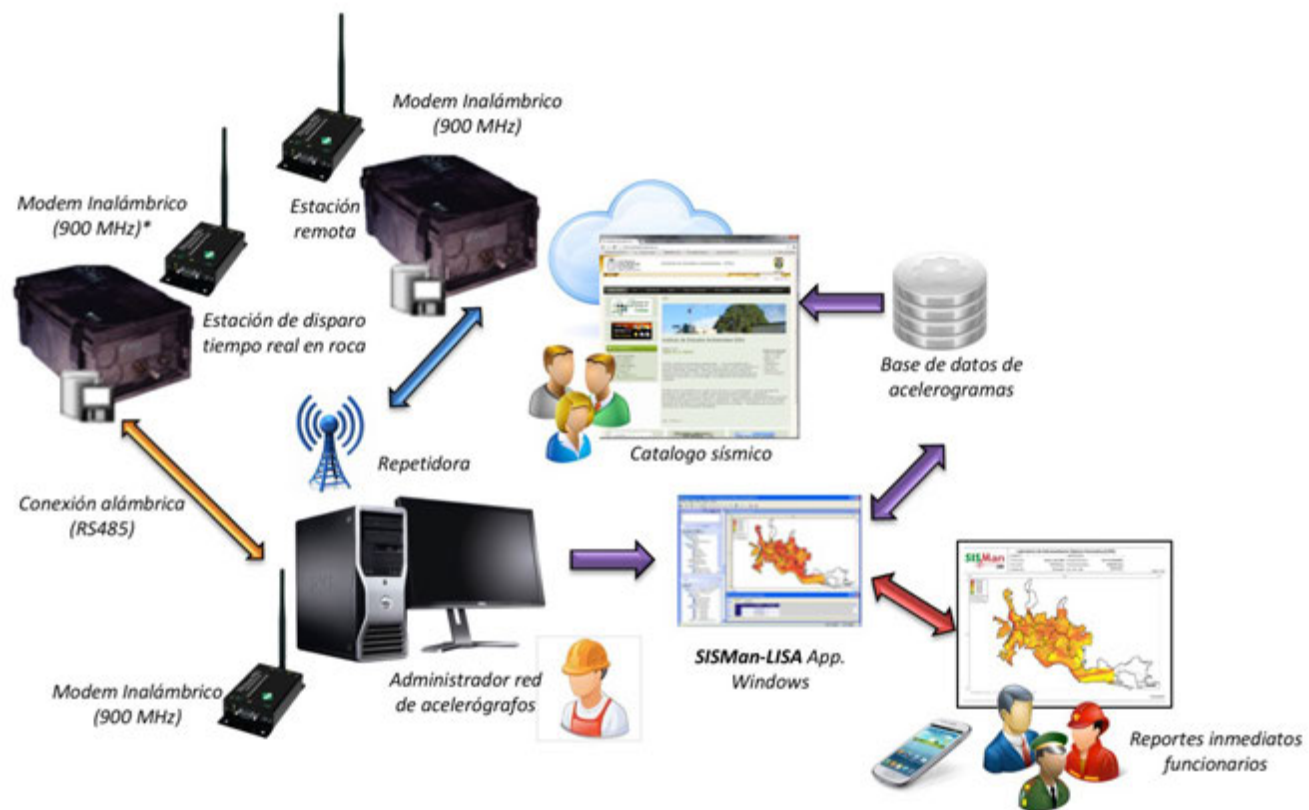 Modem Inalámbrico
(900 MHz)
Modem Inalámbrico
(900 MHz)*
Estación
remota
Estación de disparo
tiempo real en roca
Base de datos de
acelerogramas
Repetidora
Catalogo sísmico
Conexión alámbrica
(RS485)
SISMan
SISMan-LISA App.
Windows
Modem Inalámbrico
(900 MHz)
Administrador red
de acelerógrafos
Reportes inmediatos
funcionarios